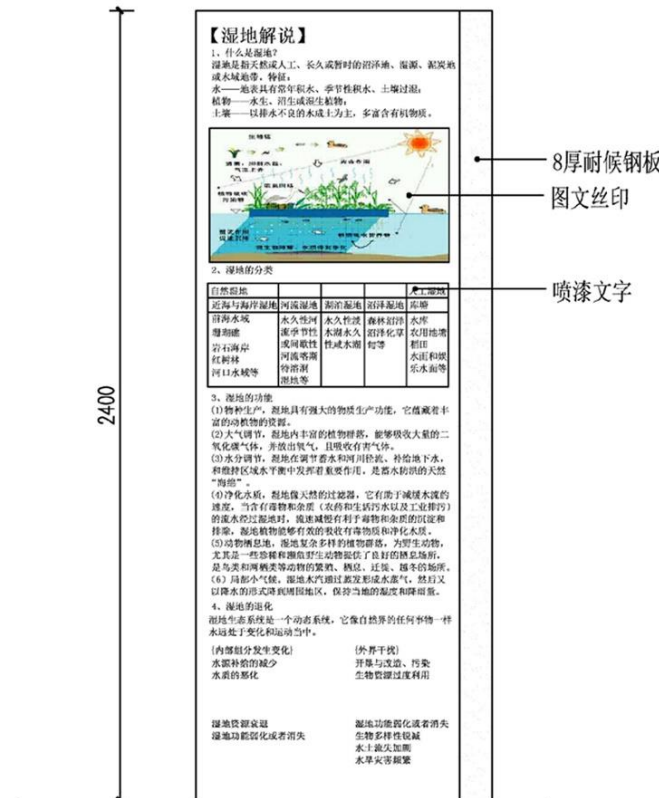 【湿地解说】
1、什么是湿地?
湿地是指天然或人工、长久或暂时的沼泽地、湿源、泥炭地
或水域地带。特征:
水——地表具有常年积水、季节性积水、土壤过湿;
植物——水生、沼生或湿生植物;
土壤——以排水不良的水成土为主,多富含有机物质。
2、湿地的分类
自然湿地 人工湿地
近海与海岸湿地 河流湿地 湖泊湿地 沼泽湿地 库塘
前海水域 永久性河 永久性淡 森林沼泽 水库
珊瑚礁 流季节性 水湖永久 沼泽化草 农用地塘
岩石海岸 或间歇性 性咸水湖 甸等 稻田
红树林 河流喀斯 水面和娱
河口水域等 特溶洞 乐水面等
湿地等
3、湿地的功能
(1)物种生产,湿地具有强大的物质生产功能,它蕴藏着丰
富的动植物的资源。
(2)大气调节,湿地内丰富的植物群落,能够吸收大量的二
氧化碳气体,并放出氧气,且吸收有害气体。
(3)水分调节,湿地在调节蓄水和河川径流、补给地下水,
和维持区域水平衡中发挥着重要作用,是蓄水防洪的天然
“海绵”。
(4)净化水质,湿地像天然的过滤器,它有助于减缓水流的
速度,当含有毒物和杂质(农药和生活污水以及工业排污)
的流水经过湿地时,流速减慢有利于毒物和杂质的沉淀和
排除,湿地植物能够有效的吸收有毒物质和净化水质。
(5)动物栖息地,湿地复杂多样的植物群落,为野生动物,
尤其是一些珍稀和濒危野生动物提供了良好的栖息场所,
是鸟类和两栖类等动物的繁殖、栖息、迁徙、越冬的场所。
(6)局部小气候,湿地水汽通过蒸发形成水蒸气,然后又
以降水的形式降到周围地区,保持当地的湿度和降雨量。
4、湿地的退化
湿地生态系统是一个动态系统,它像自然界的任何事物一样
永远处于变化和运动当中。
(内部组分发生变化) (外界干扰)
水源补给的减少 开垦与改造、污染
水质的恶化 生物资源过度利用
湿地资源衰退 湿地功能弱化或者消失
湿地功能弱化或者消失 生物多样性锐减
水土流失加剧
水旱灾害频繁
8厚耐候钢板
图文丝印
喷漆文字
2400